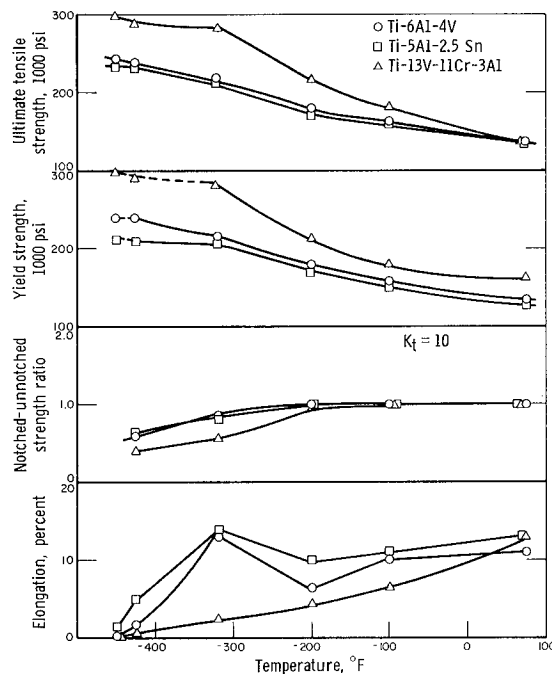 Ti-6Al-4V
Ti-5Al-2.5 Sn
Ti-13V-11Cr-3Al
Ultimate tensile
strength, 1000 psi
300
200
100
Yield strength,
1000 psi
300
200
100
K_t = 10
Notched-unnotched
strength ratio
2.0
1.0
0
Elongation, percent
20
10
0
-400 -300 -200 -100 0 100
Temperature, °F